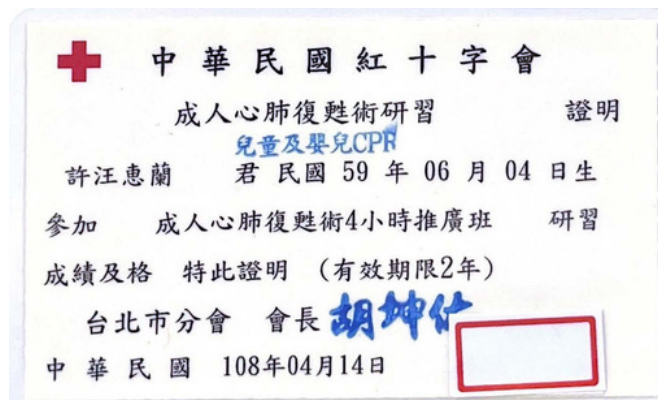 中華民國紅十字會
成人心肺復甦術研習 證明
兒童及嬰兒CPR
許汪惠蘭 君 民國 59 年 06 月 04 日生
參加 成人心肺復甦術4小時推廣班 研習
成績及格 特此證明 (有效期限2年)
台北市分會 會長 胡坤仕
中華民國 108年04月14日